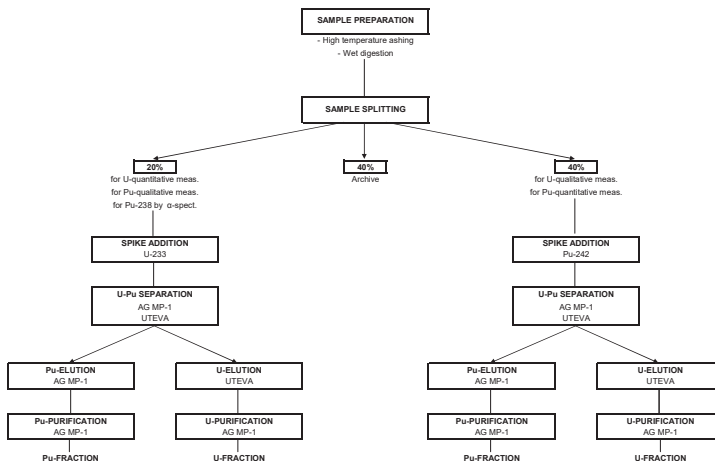 SAMPLE PREPARATION
- High temperature ashing
- Wet digestion
SAMPLE SPLITTING
20%
for U-quantitative meas.
for Pu-qualitative meas.
for Pu-238 by α-spect.
40%
Archive
40%
for U-qualitative meas.
for Pu-quantitative meas.
SPIKE ADDITION
U-233
SPIKE ADDITION
Pu-242
U-Pu SEPARATION
AG MP-1
UTEVA
U-Pu SEPARATION
AG MP-1
UTEVA
Pu-ELUTION
AG MP-1
U-ELUTION
UTEVA
Pu-ELUTION
AG MP-1
U-ELUTION
UTEVA
Pu-PURIFICATION
AG MP-1
U-PURIFICATION
AG MP-1
Pu-PURIFICATION
AG MP-1
U-PURIFICATION
AG MP-1
Pu-FRACTION
U-FRACTION
Pu-FRACTION
U-FRACTION